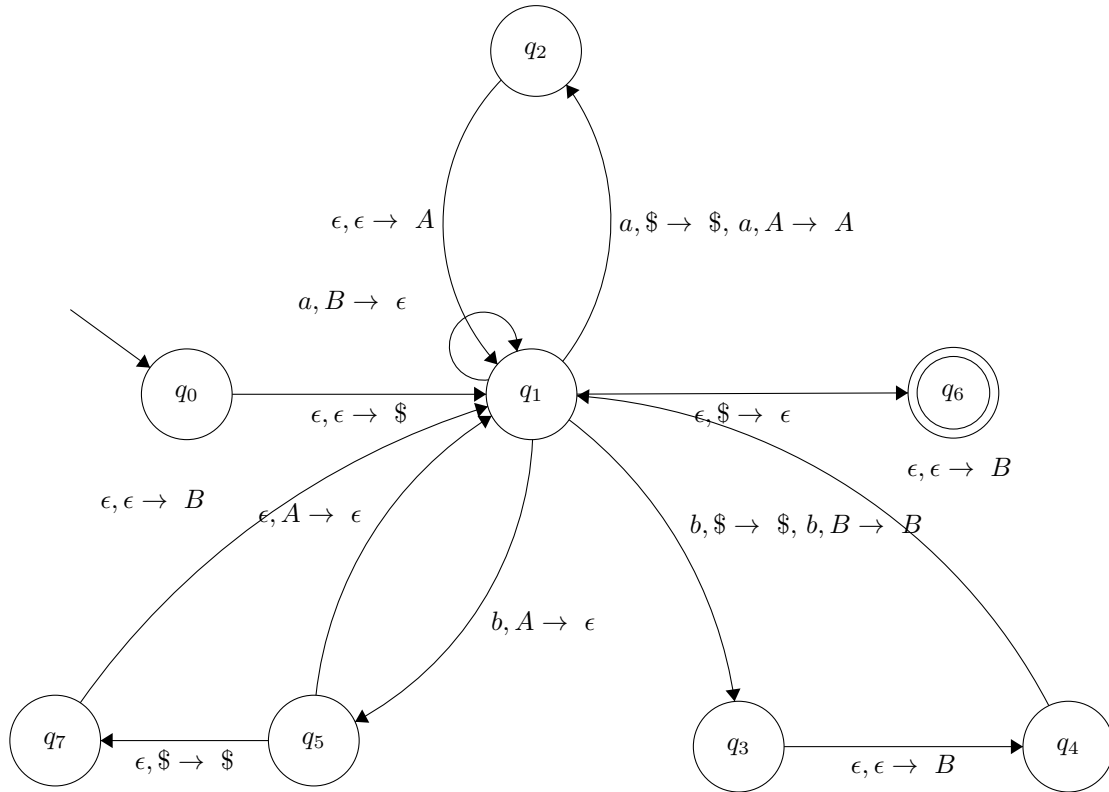 q2
ϵ, ϵ → A
a, $ → $, a, A → A
a, B → ϵ
q0
q1
q6
ϵ, ϵ → $
ϵ, $ → ϵ
ϵ, ϵ → B
ϵ, ϵ → B
ϵ, A → ϵ
b, $ → $, b, B → B
b, A → ϵ
q7
q5
q3
q4
ϵ, $ → $
ϵ, ϵ → B